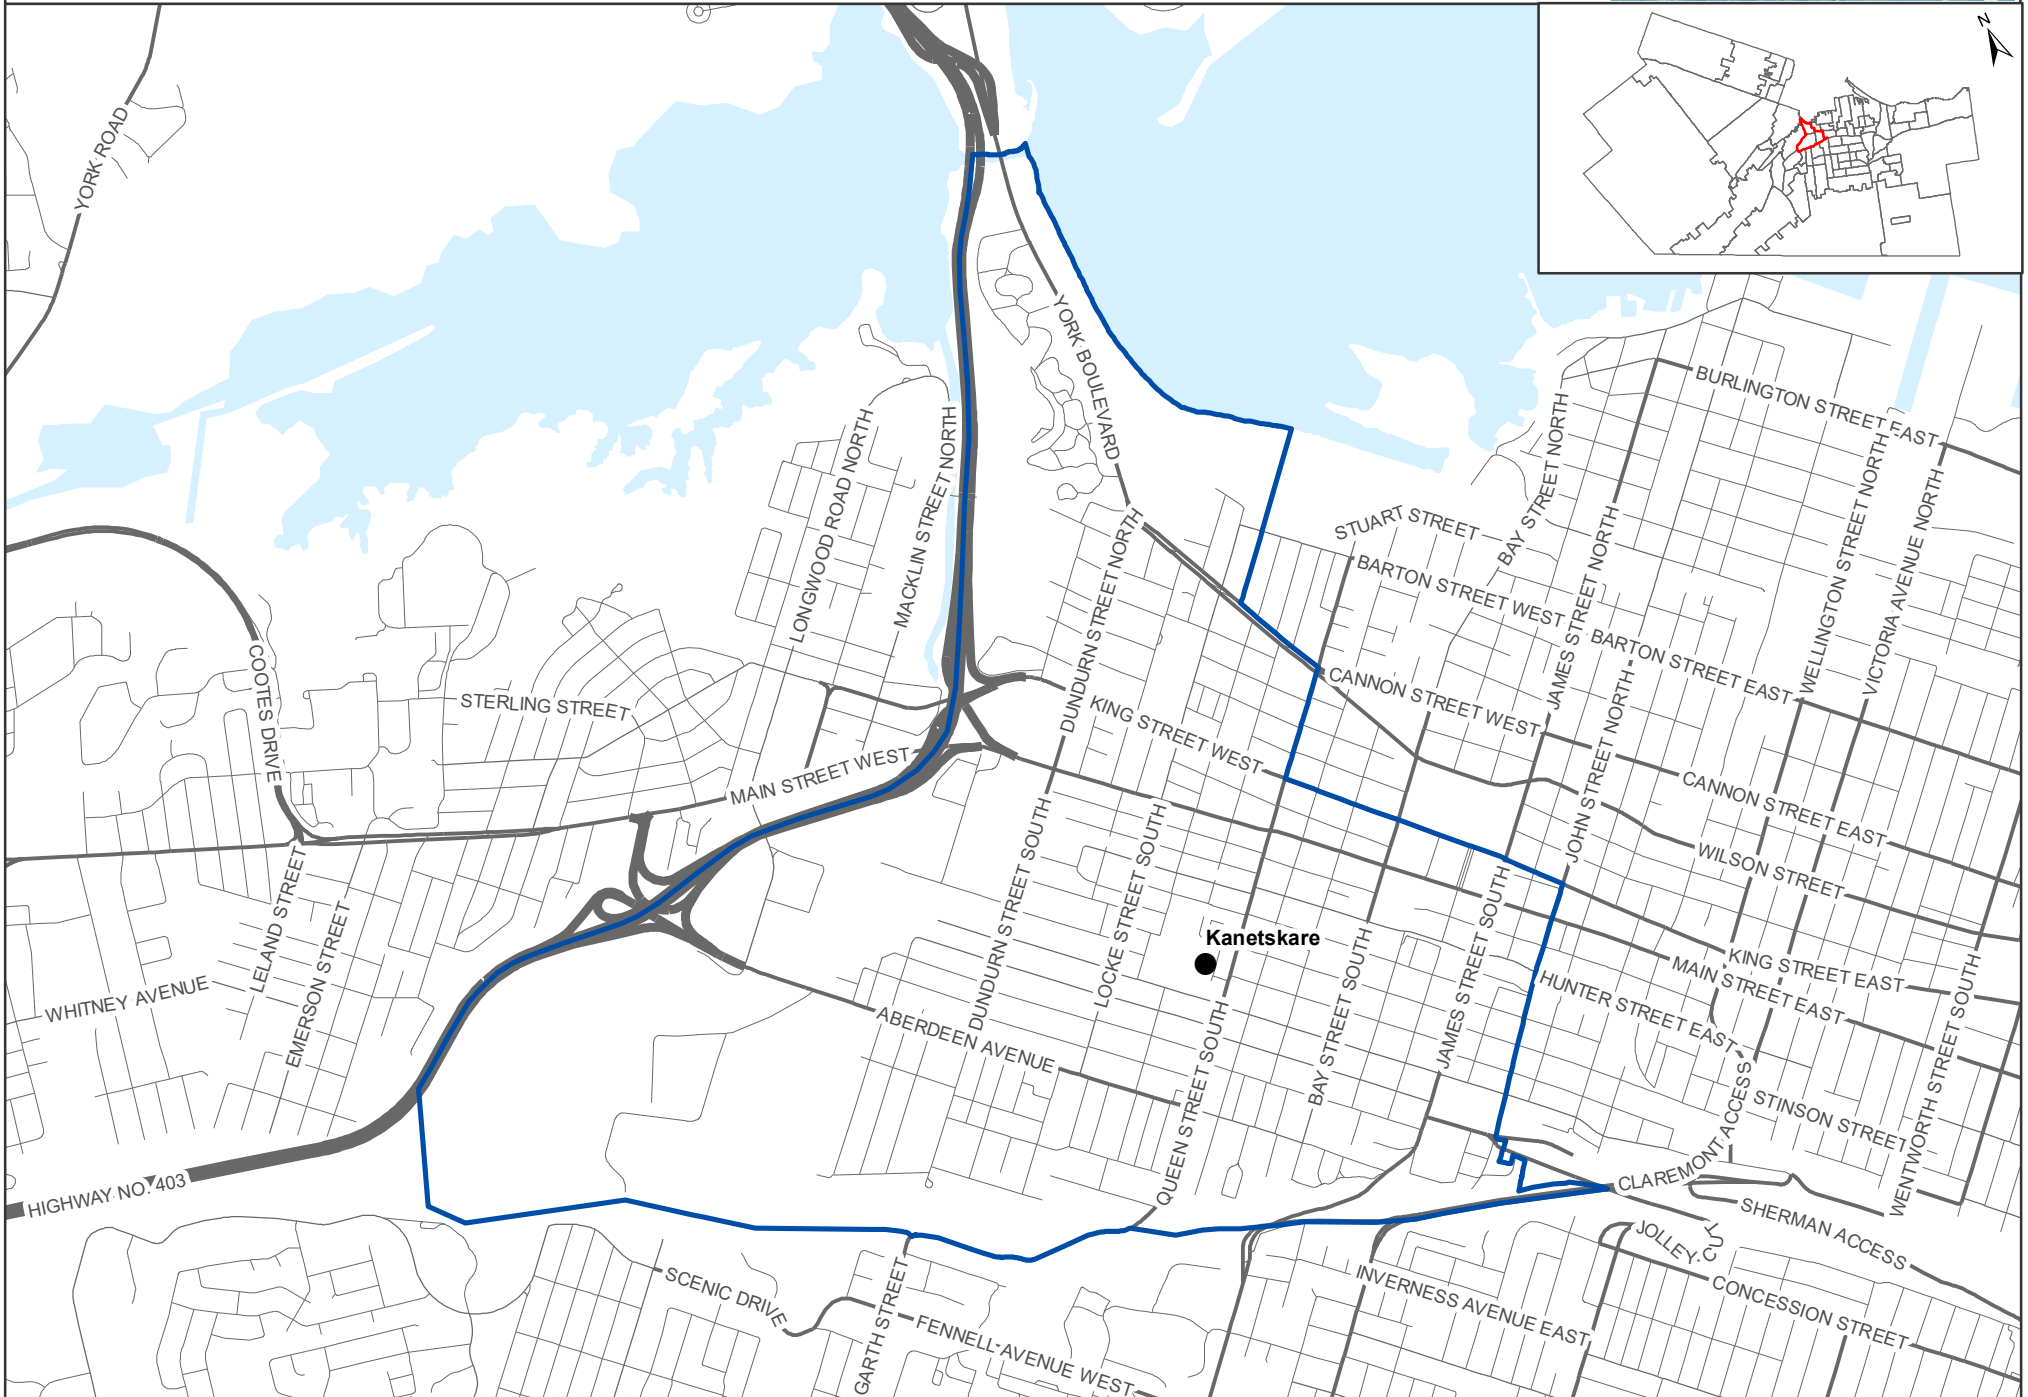 N
YORK ROAD
YORK BOULEVARD
BURLINGTON STREET EAST
LONGWOOD ROAD NORTH
MACKLIN STREET NORTH
BAY STREET NORTH
STUART STREET
JAMES STREET NORTH
WELLINGTON STREET NORTH
VICTORIA AVENUE NORTH
DUNDURN STREET NORTH
BARTON STREET WEST
BARTON STREET EAST
COOTES DRIVE
STERLING STREET
CANNON STREET WEST
KING STREET WEST
JOHN STREET NORTH
MAIN STREET WEST
CANNON STREET EAST
WILSON STREET
LELAND STREET
EMERSON STREET
DUNDURN STREET SOUTH
LOCKE STREET SOUTH
JAMES STREET SOUTH
Kanetskare
BAY STREET SOUTH
KING STREET EAST
MAIN STREET EAST
HUNTER STREET EAST
WHITNEY AVENUE
ABERDEEN AVENUE
QUEEN STREET SOUTH
WENTWORTH STREET SOUTH
STINSON STREET
CLAREMONT ACCESS
HIGHWAY NO. 403
SHERMAN ACCESS
JOLLEY CUT
SCENIC DRIVE
GARTH STREET
FENNELL AVENUE WEST
INVERNESS AVENUE EAST
CONCESSION STREET